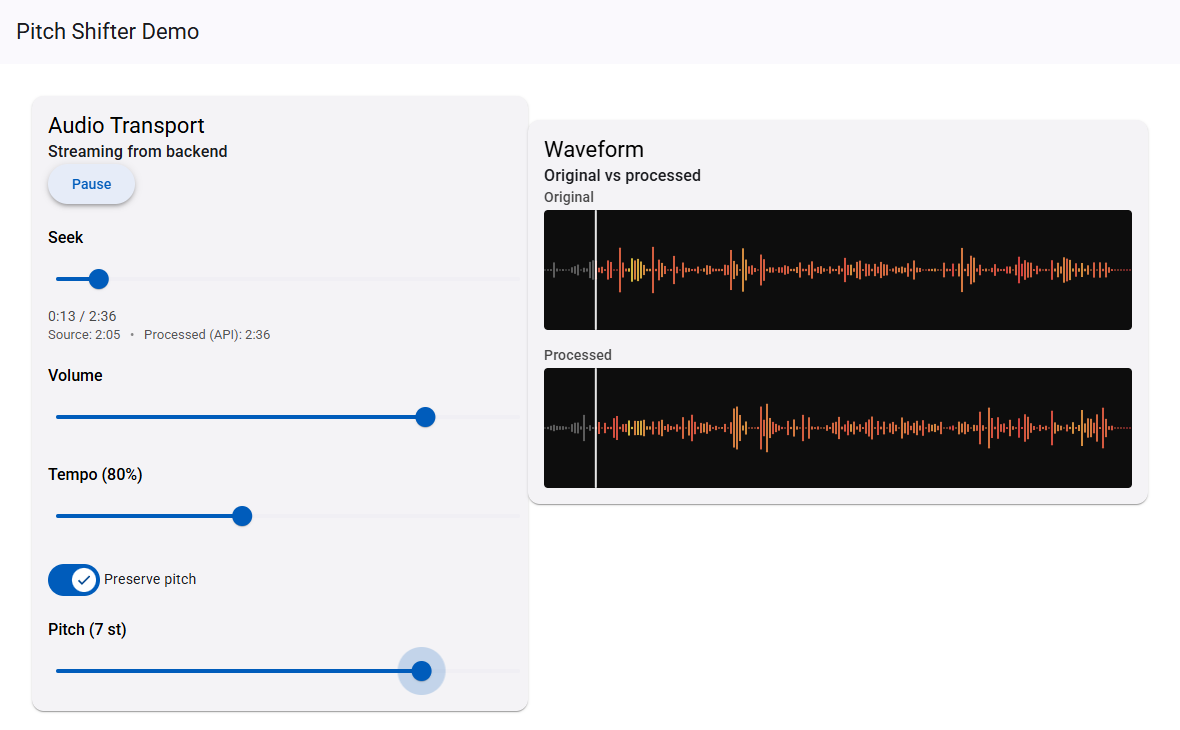 Pitch Shifter Demo
Audio Transport
Streaming from backend
Pause
Seek
0:13 / 2:36
Source: 2:05 • Processed (API): 2:36
Volume
Tempo (80%)
Preserve pitch
Pitch (7 st)
Waveform
Original vs processed
Original
Processed